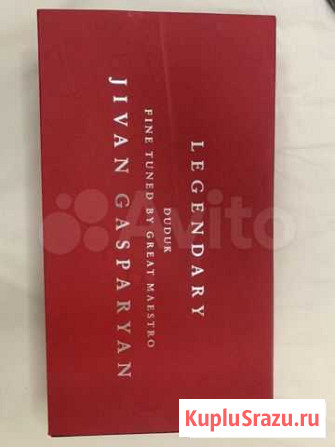 LEGENDARY
DUDUK
FINE TUNED BY GREAT MAESTRO
JIVAN GASPARYAN
Avito
KupluSrazu.ru